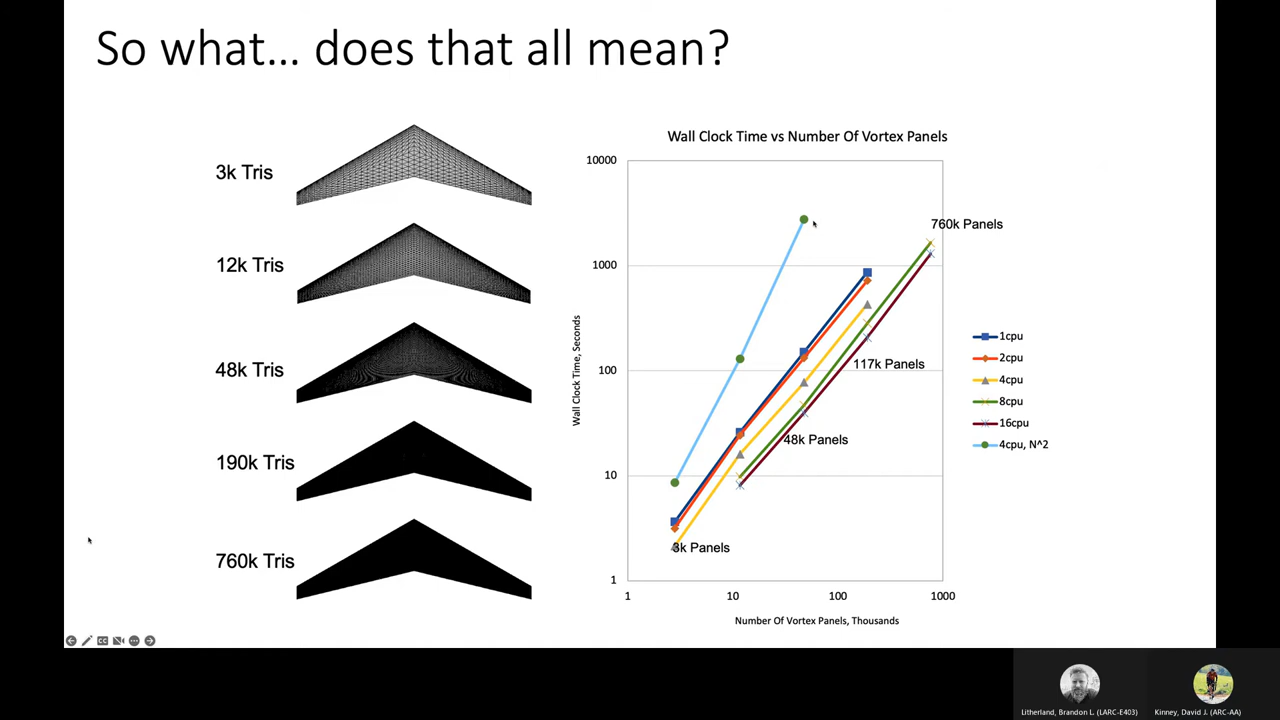 So what... does that all mean?
3k Tris
12k Tris
48k Tris
190k Tris
760k Tris
Wall Clock Time vs Number Of Vortex Panels
10000
1000
100
10
1
Wall Clock Time, Seconds
760k Panels
117k Panels
48k Panels
3k Panels
1
10
100
1000
Number Of Vortex Panels, Thousands
1cpu
2cpu
4cpu
8cpu
16cpu
4cpu, N^2
CC
Litherland, Brandon L. (LARC-E403)
Kinney, David J. (ARC-AA)